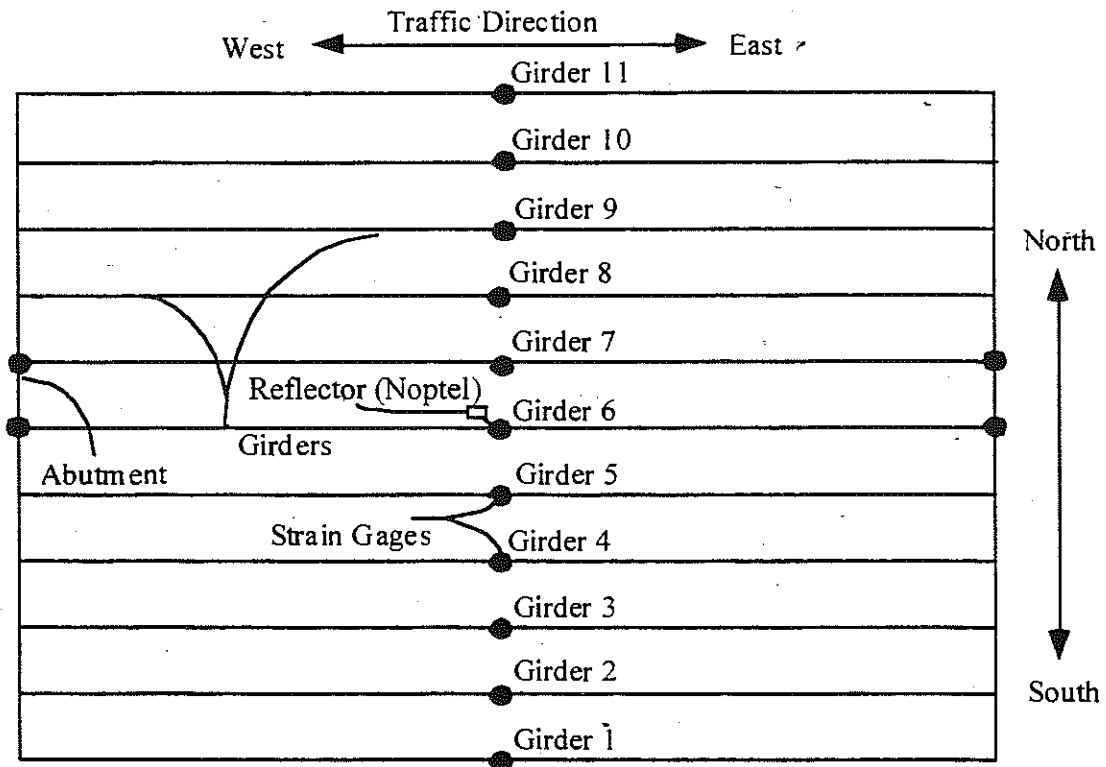 Traffic Direction
West
East
Girder 11
Girder 10
Girder 9
North
Girder 8
Girder 7
Reflector (Noptel)
Girder 6
Girders
Abutment
Girder 5
Strain Gages
Girder 4
Girder 3
Girder 2
South
Girder 1